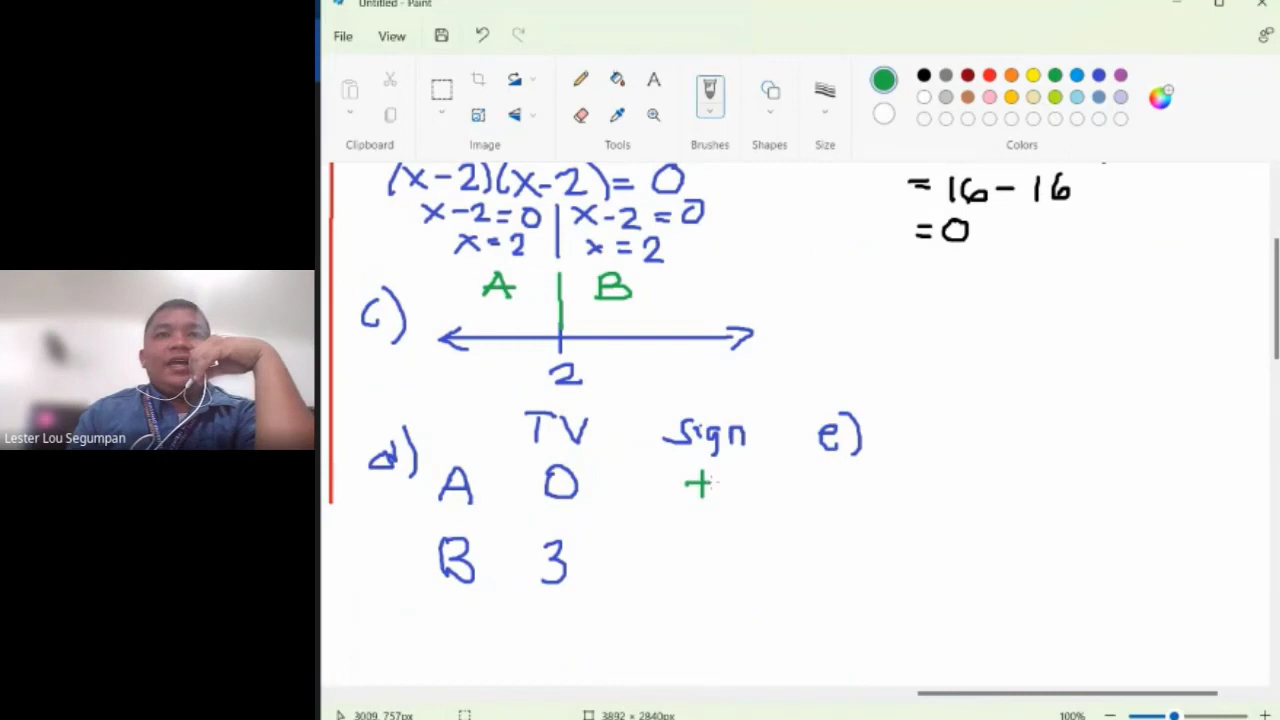 Untitled - Paint
File View
Clipboard Image Tools Brushes Shapes Size Colors
(x-2)(x-2) = 0
x-2=0 | x-2=0
x=2 | x=2
= 16 - 16
= 0
A B
c)
2
d) TV Sign e)
A 0 +
B 3
Lester Lou Segumpan
3009, 757px 3892 × 2840px 100%